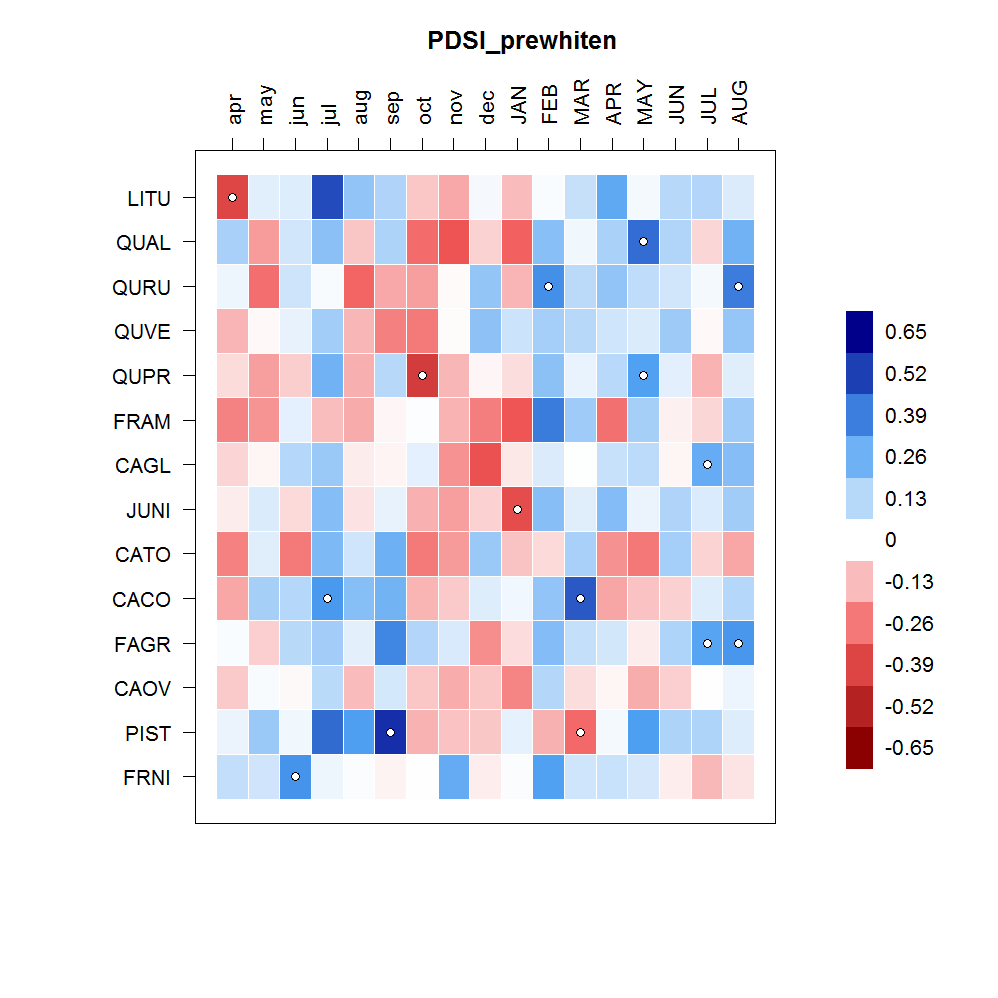 PDSI_prewhiten
apr may jun jul aug sep oct nov dec JAN FEB MAR APR MAY JUN JUL AUG
LITU
QUAL
QURU
QUVE
QUPR
FRAM
CAGL
JUNI
CATO
CACO
FAGR
CAOV
PIST
FRNI
0.65
0.52
0.39
0.26
0.13
0
-0.13
-0.26
-0.39
-0.52
-0.65